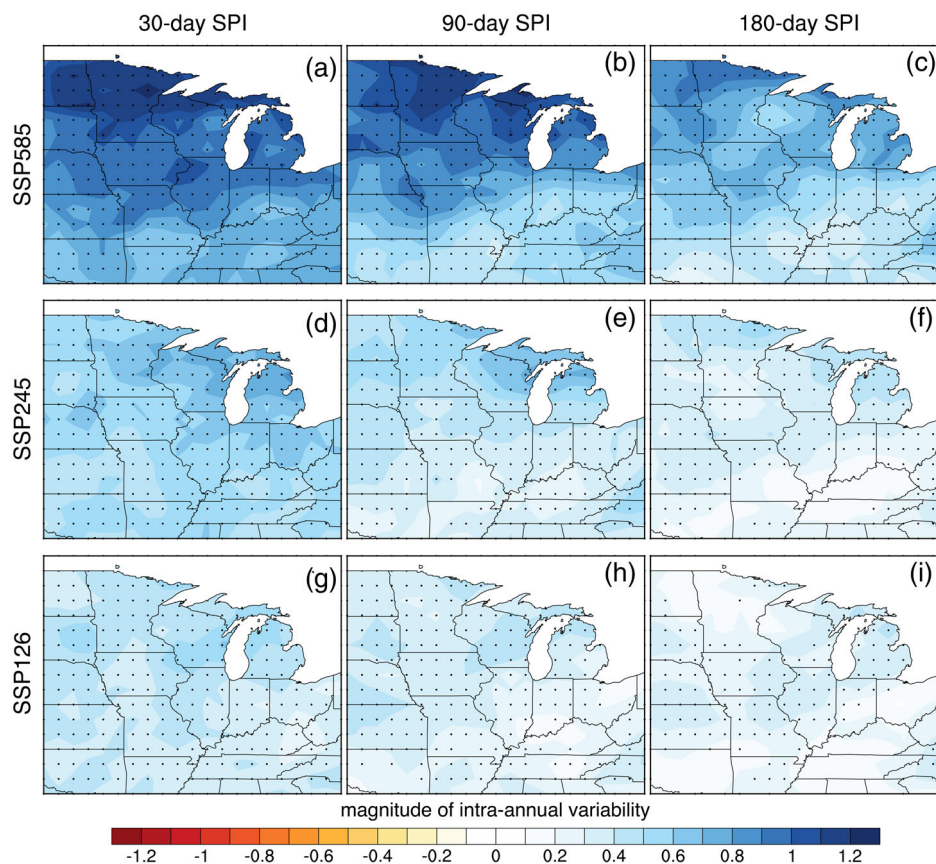 30-day SPI 90-day SPI 180-day SPI
SSP585 (a) (b) (c)
SSP245 (d) (e) (f)
SSP126 (g) (h) (i)
magnitude of intra-annual variability
-1.2 -1 -0.8 -0.6 -0.4 -0.2 0 0.2 0.4 0.6 0.8 1 1.2